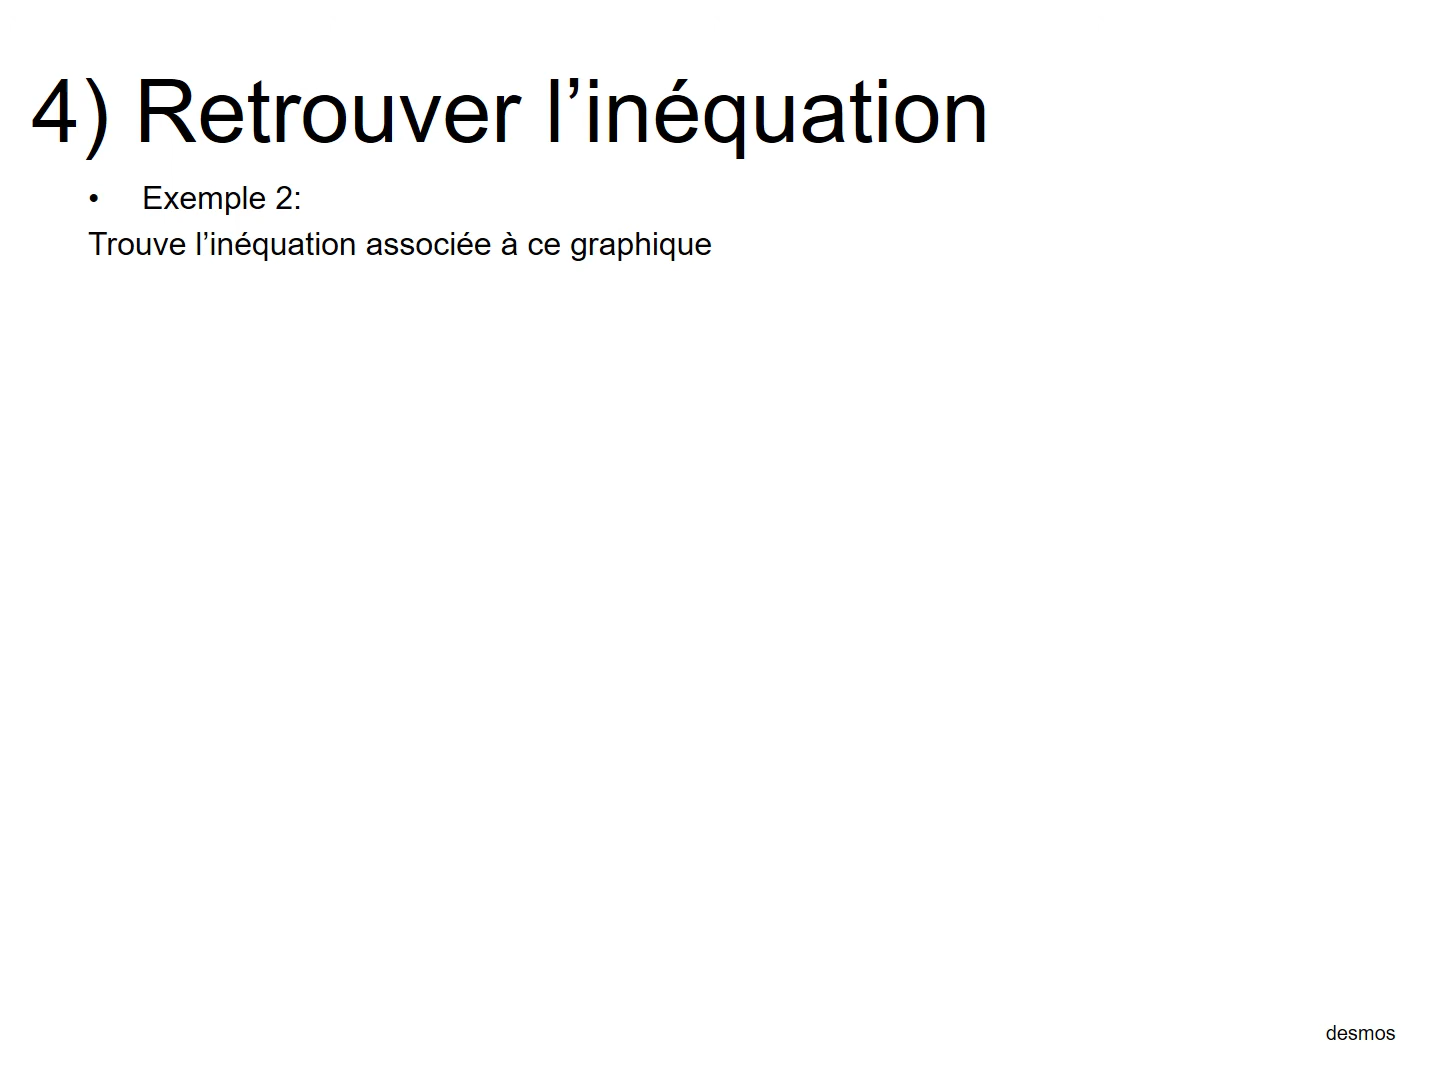 4) Retrouver l’inéquation
• Exemple 2:
Trouve l’inéquation associée à ce graphique
desmos